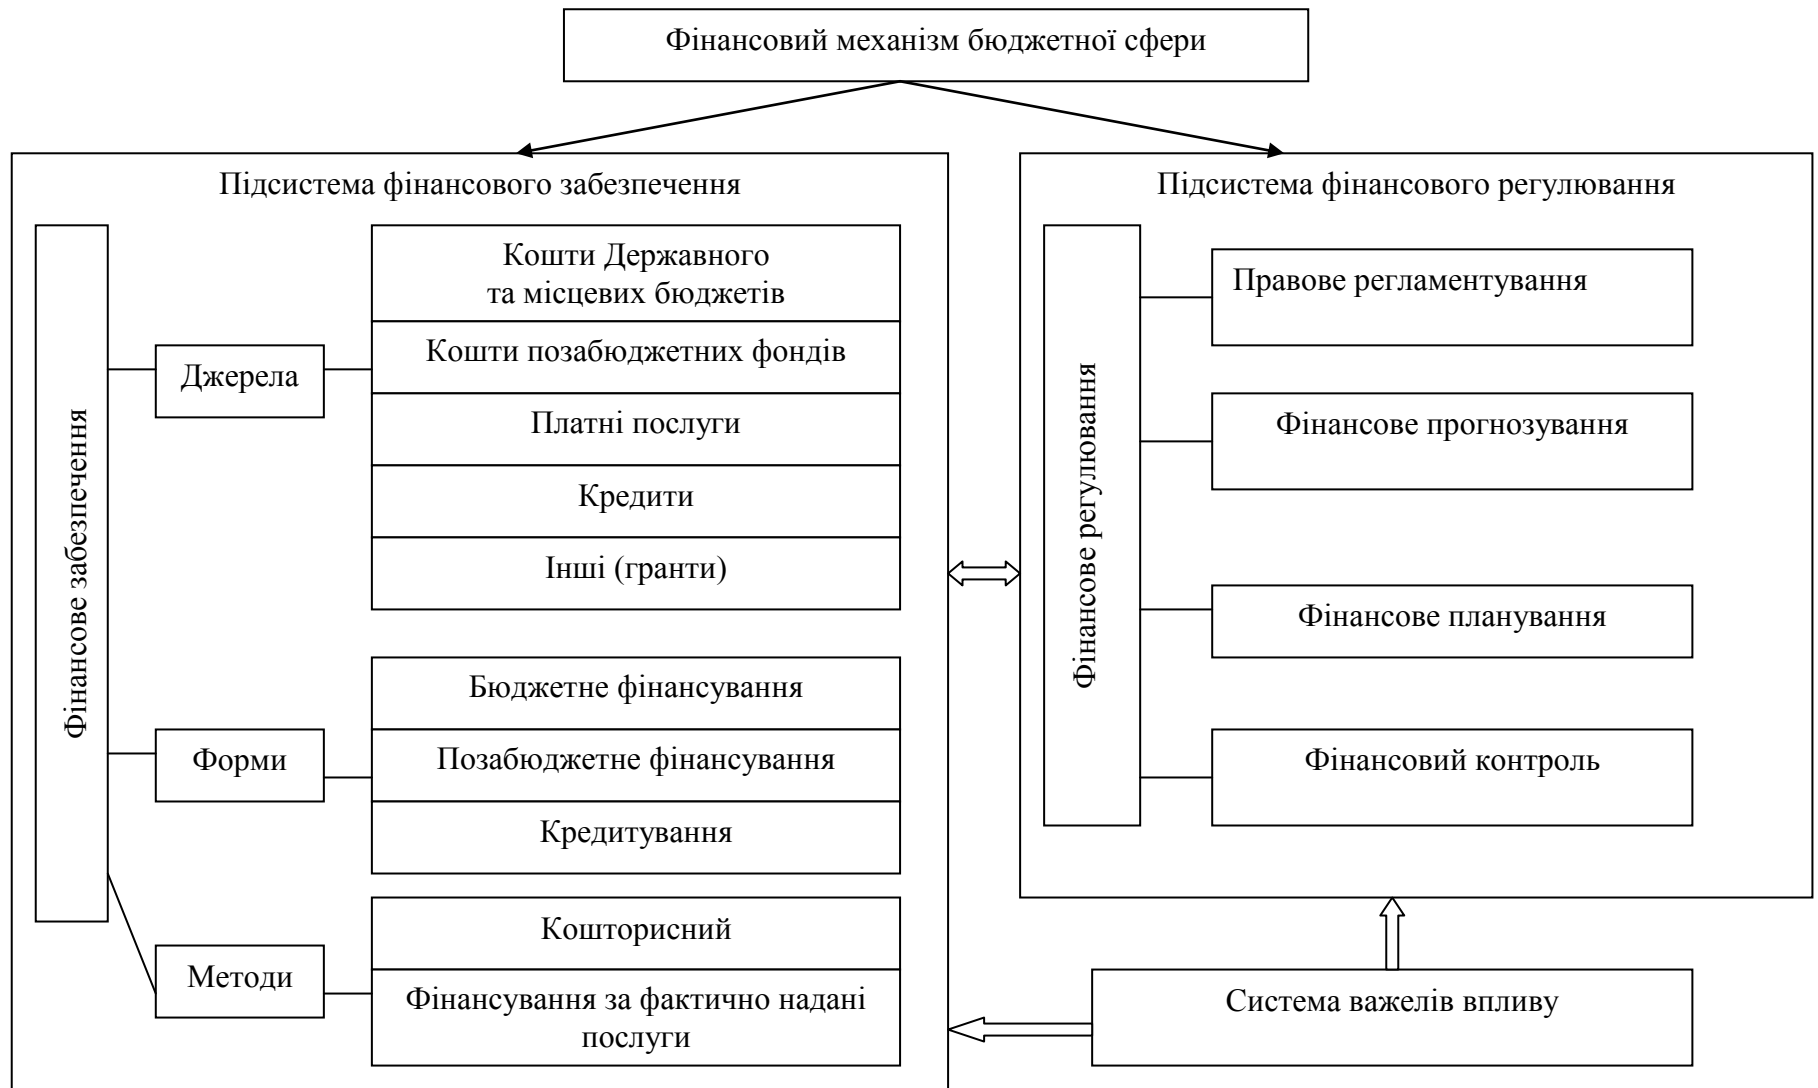 Фінансовий механізм бюджетної сфери
Підсистема фінансового забезпечення
Фінансове забезпечення
Джерела
Кошти Державного
та місцевих бюджетів
Кошти позабюджетних фондів
Платні послуги
Кредити
Інші (гранти)
Форми
Бюджетне фінансування
Позабюджетне фінансування
Кредитування
Методи
Кошторисний
Фінансування за фактично надані
послуги
Підсистема фінансового регулювання
Фінансове регулювання
Правове регламентування
Фінансове прогнозування
Фінансове планування
Фінансовий контроль
Система важелів впливу